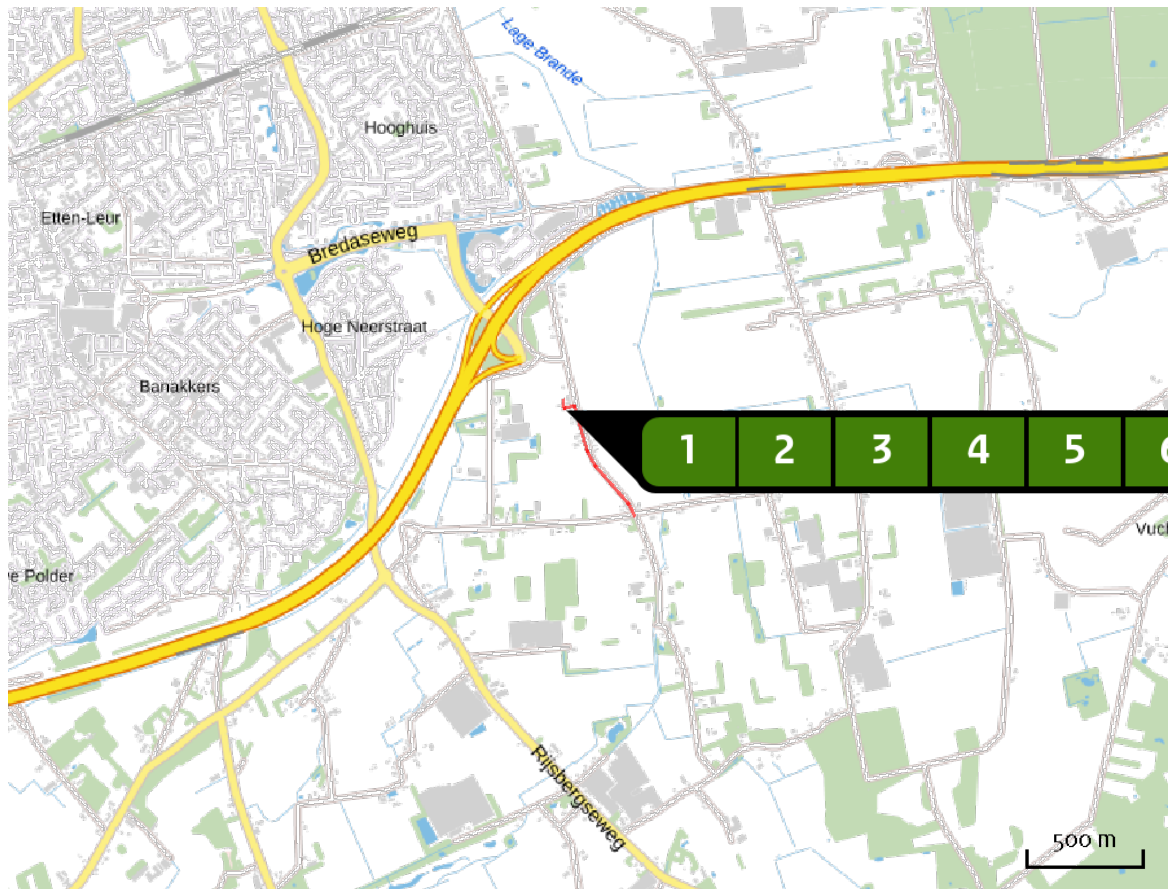 Lage Brande
Hooghuis
Etten-Leur
Bredaseweg
Hoge Neerstraat
Banakkers
1 2 3 4 5
e Polder
Rijsbergseweg
500 m